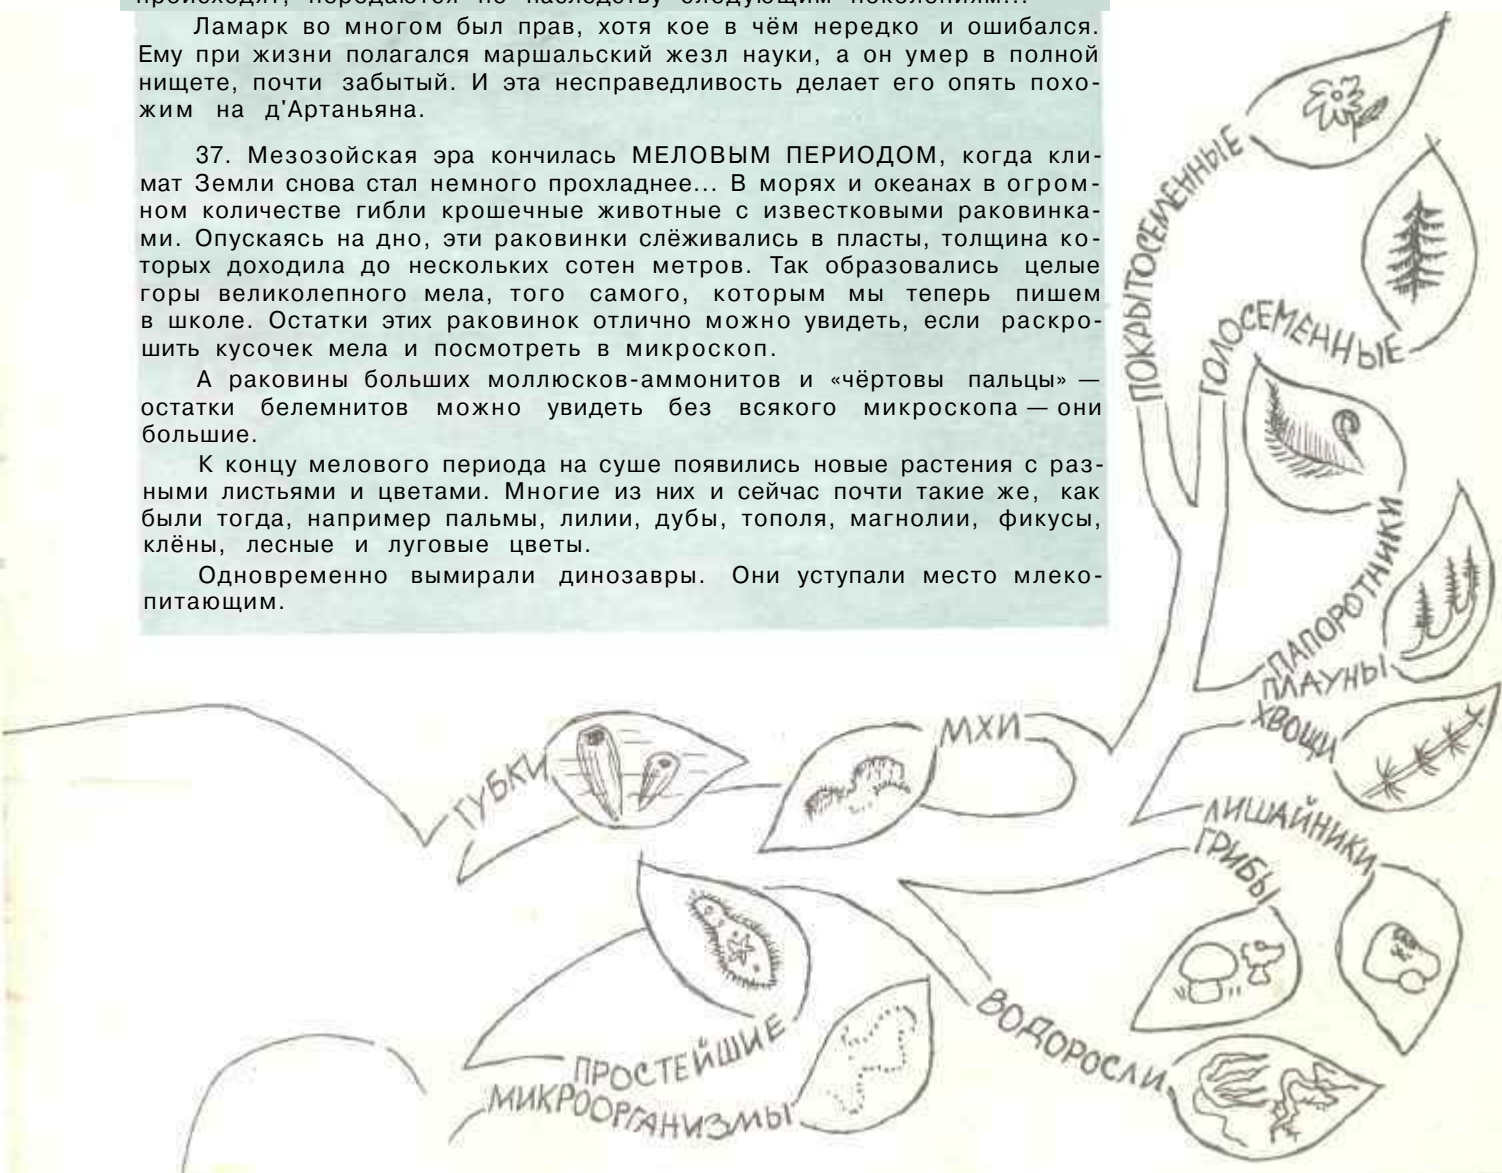 происходит, передаются по наследству следующим поколениям...
Ламарк во многом был прав, хотя кое в чём нередко и ошибался.
Ему при жизни полагался маршальский жезл науки, а он умер в полной
нищете, почти забытый. И эта несправедливость делает его опять похо-
жим на д'Артаньяна.
37. Мезозойская эра кончилась МЕЛОВЫМ ПЕРИОДОМ, когда кли-
мат Земли снова стал немного прохладнее... В морях и океанах в огром-
ном количестве гибли крошечные животные с известковыми раковинка-
ми. Опускаясь на дно, эти раковинки слёживались в пласты, толщина ко-
торых доходила до нескольких сотен метров. Так образовались целые
горы великолепного мела, того самого, которым мы теперь пишем
в школе. Остатки этих раковинок отлично можно увидеть, если раскро-
шить кусочек мела и посмотреть в микроскоп.
А раковины больших моллюсков-аммонитов и «чёртовы пальцы» —
остатки белемнитов можно увидеть без всякого микроскопа — они
большие.
К концу мелового периода на суше появились новые растения с раз-
ными листьями и цветами. Многие из них и сейчас почти такие же, как
были тогда, например пальмы, лилии, дубы, тополя, магнолии, фикусы,
клёны, лесные и луговые цветы.
Одновременно вымирали динозавры. Они уступали место млеко-
питающим.
ПОКРЫТОСЕМЕННЫЕ
ГОЛОСЕМЕННЫЕ
ПАПОРОТНИКИ
ПЛАУНЫ
ХВОЩИ
МХИ
ГУБКИ
ЛИШАЙНИКИ
ГРИБЫ
ВОДОРОСЛИ
ПРОСТЕЙШИЕ
МИКРООРГАНИЗМЫ